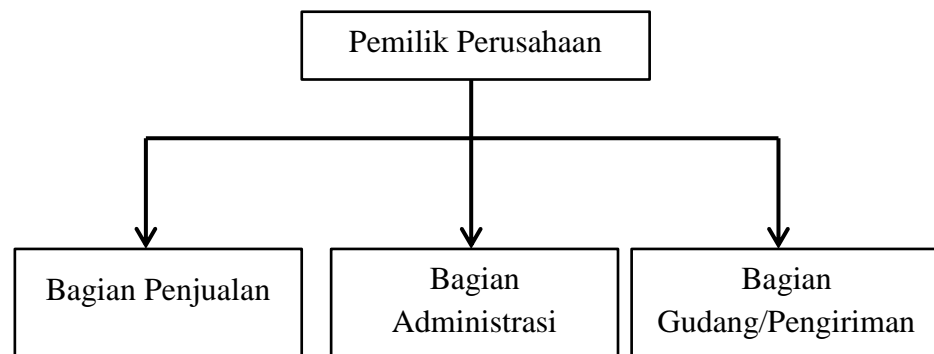 Pemilik Perusahaan
Bagian Penjualan
Bagian
Administrasi
Bagian
Gudang/Pengiriman